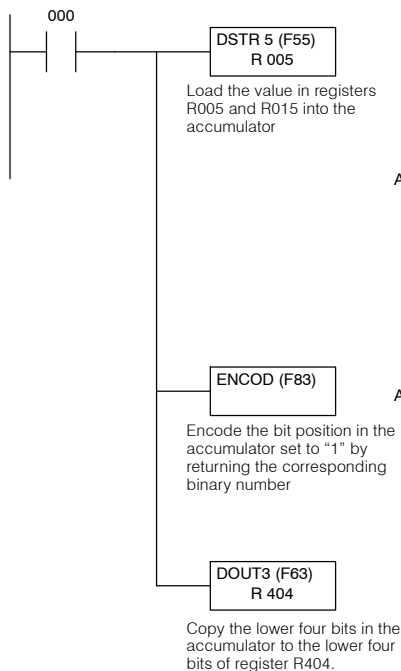 000
DSTR 5 (F55)
R 005
Load the value in registers
R005 and R015 into the
accumulator
A
ENCOD (F83)
A
Encode the bit position in the
accumulator set to “1” by
returning the corresponding
binary number
DOUT3 (F63)
R 404
Copy the lower four bits in the
accumulator to the lower four
bits of register R404.